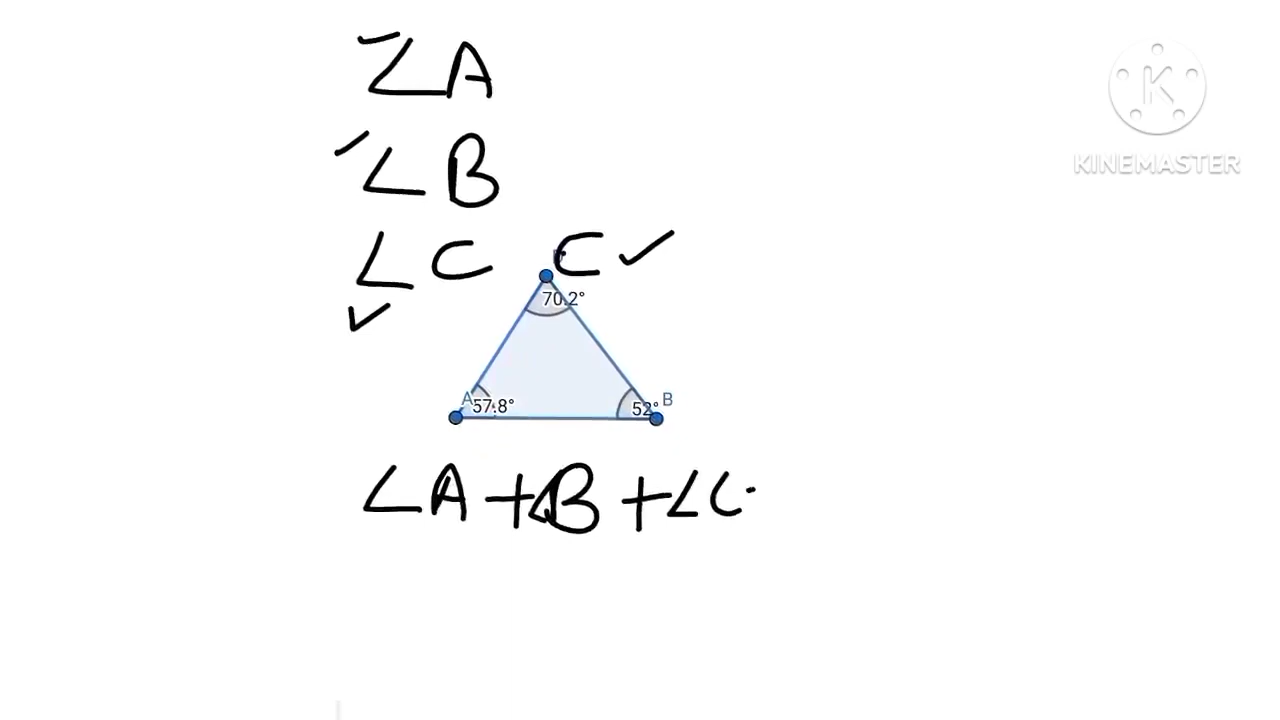 ∠A
K
KINEMASTER
∠B
∠C
C
70.2°
A
57.8°
52°
B
∠A+∠B+∠C